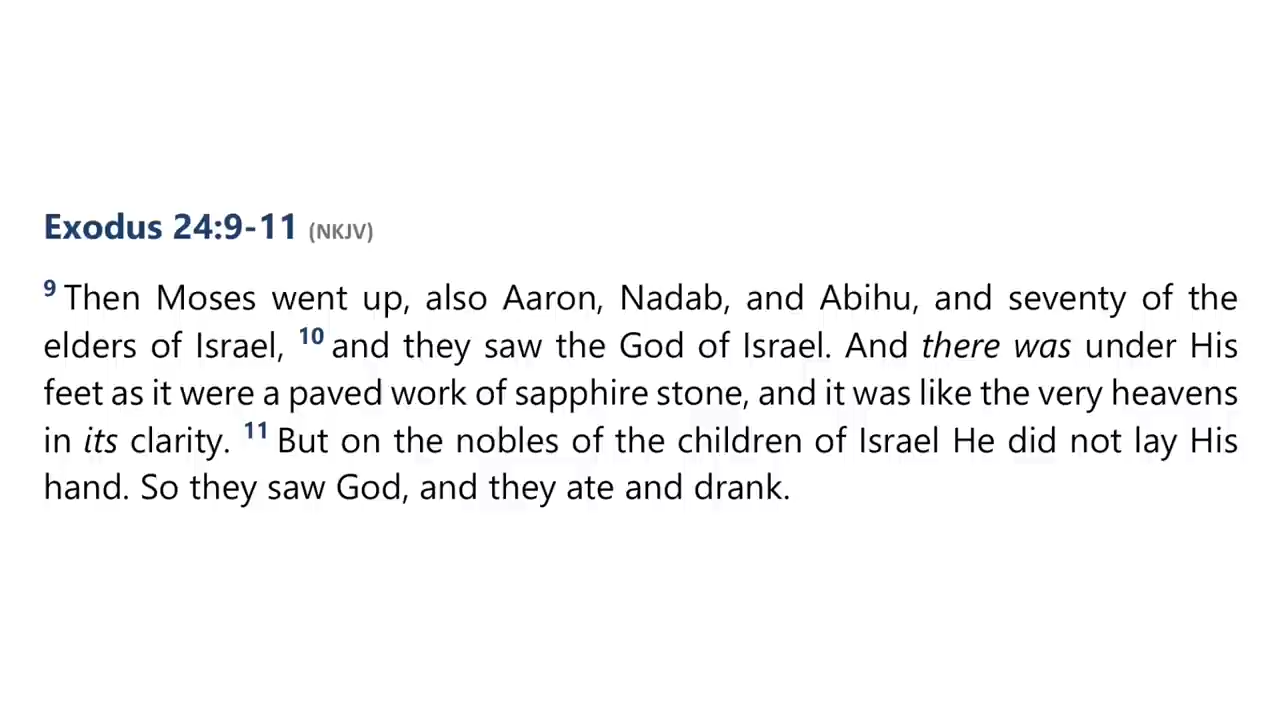 Exodus 24:9-11 (NKJV)
9 Then Moses went up, also Aaron, Nadab, and Abihu, and seventy of the
elders of Israel, 10 and they saw the God of Israel. And there was under His
feet as it were a paved work of sapphire stone, and it was like the very heavens
in its clarity. 11 But on the nobles of the children of Israel He did not lay His
hand. So they saw God, and they ate and drank.